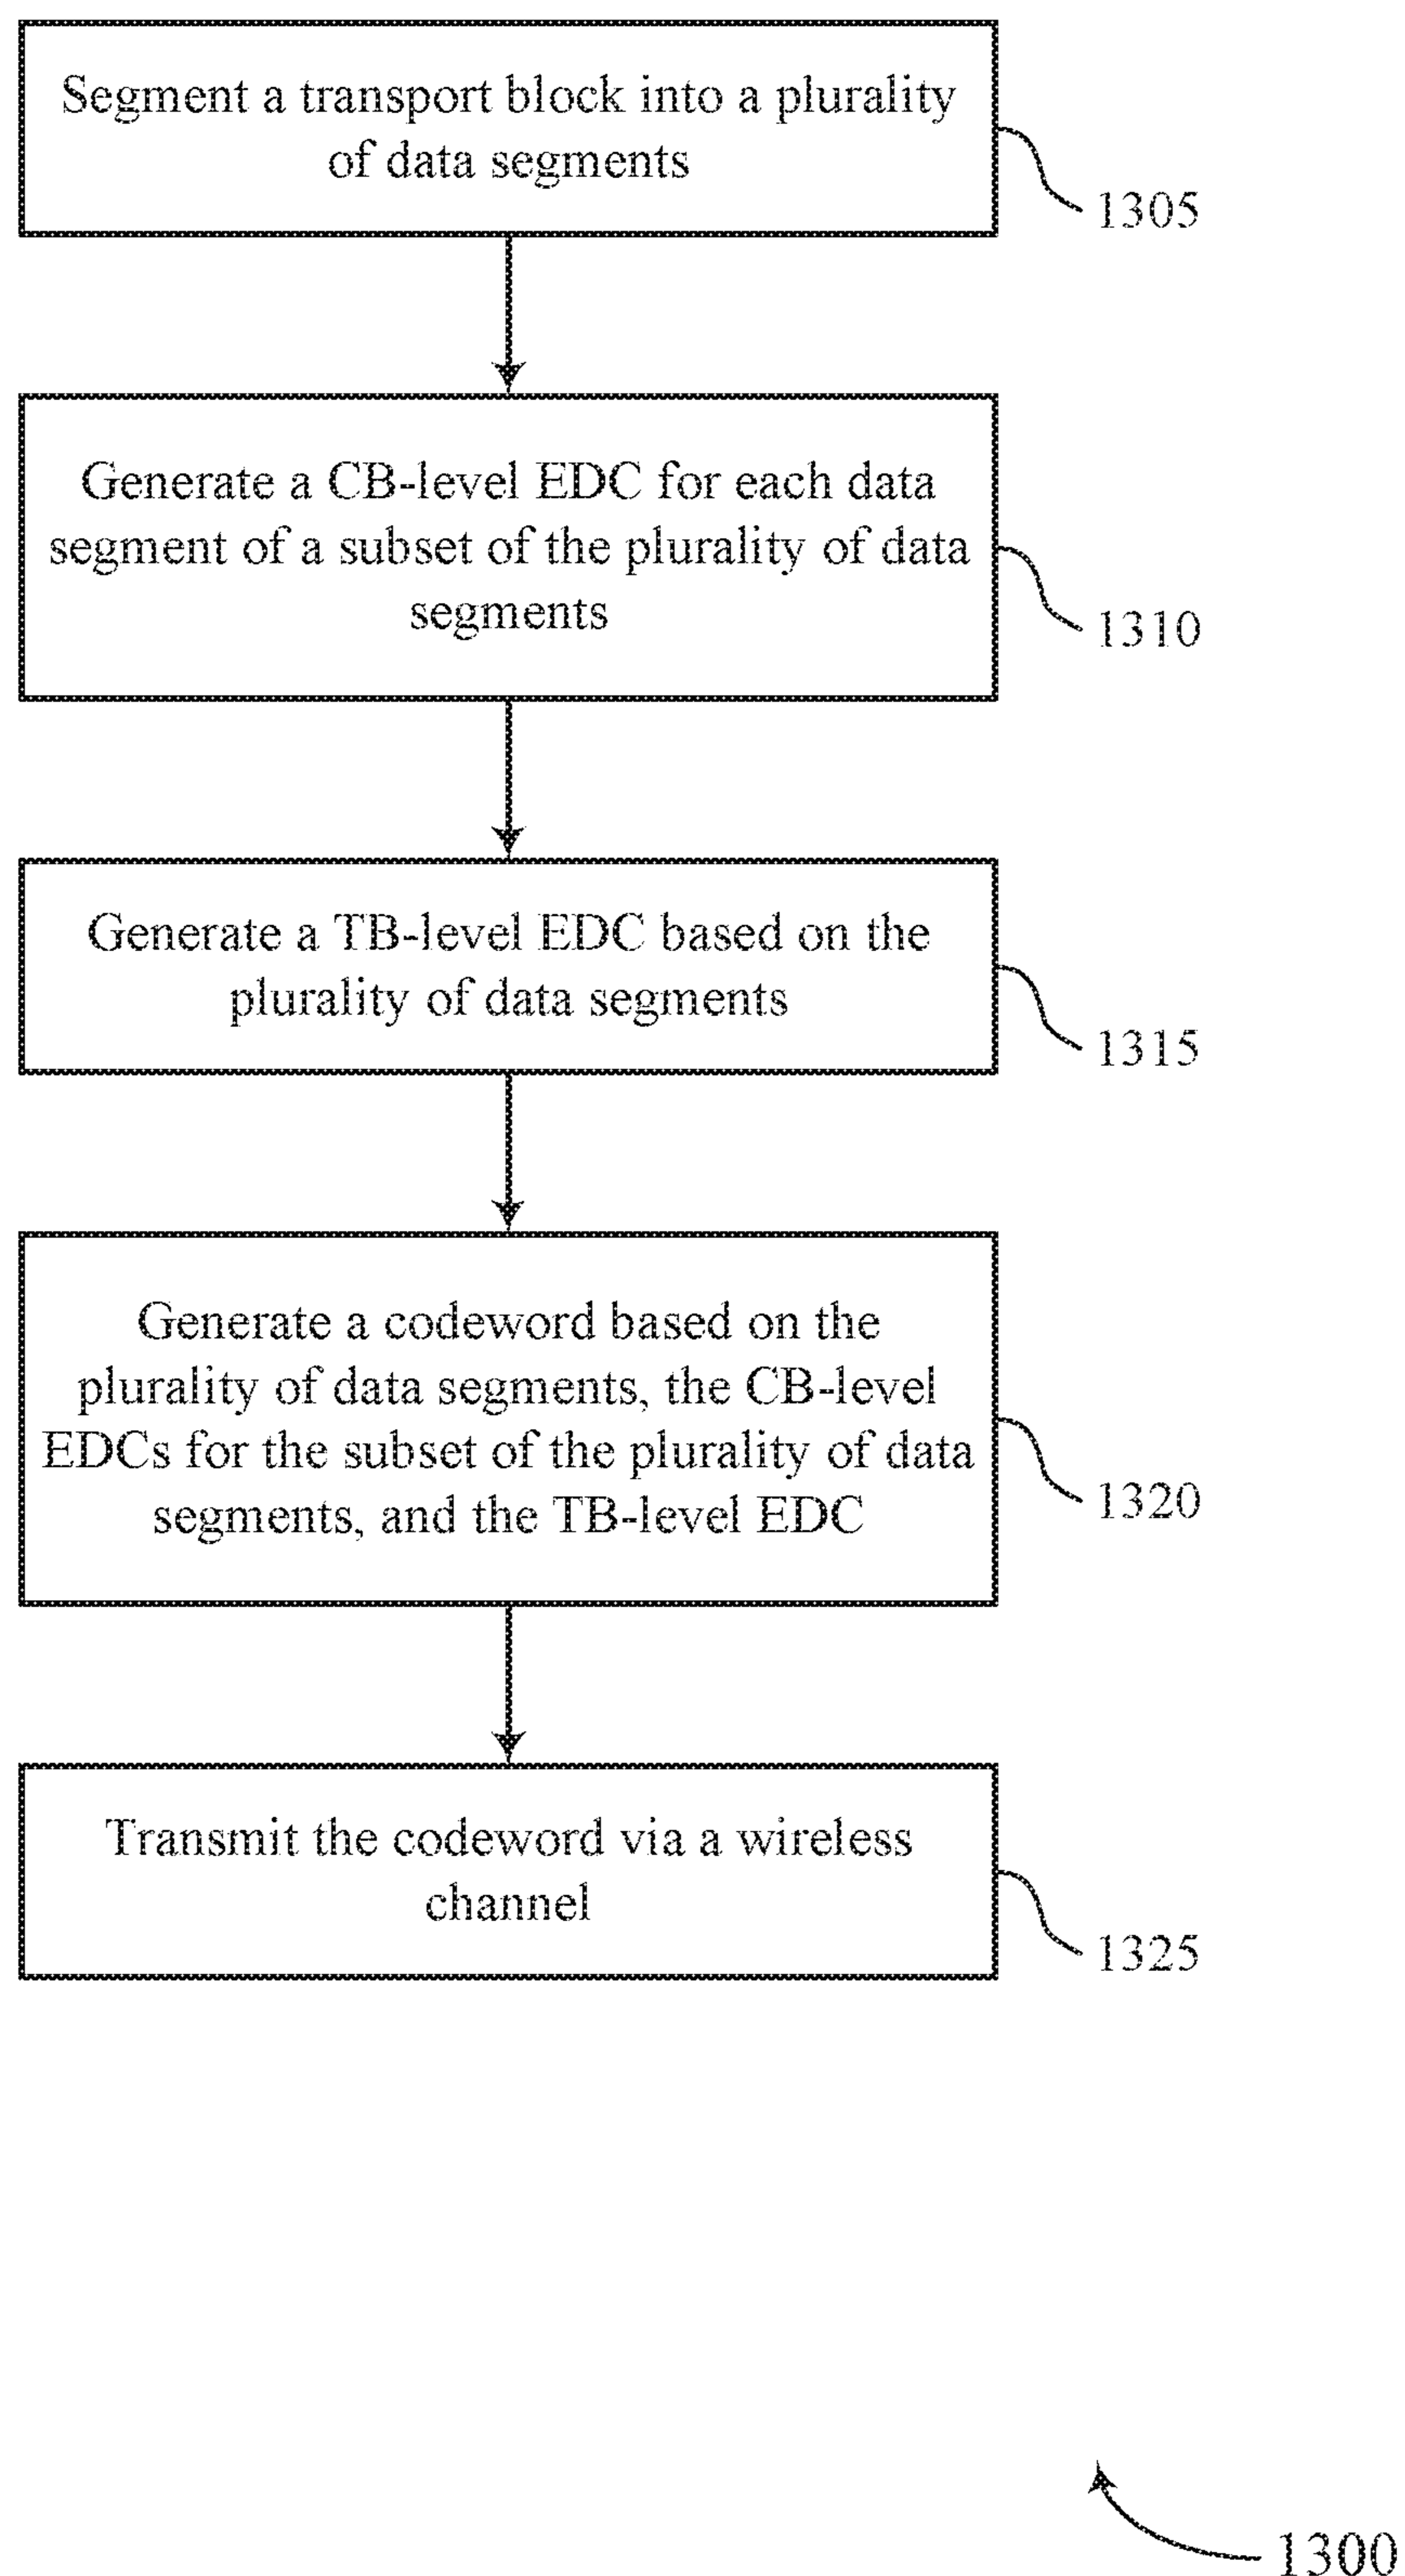 Segment a transport block into a plurality
of data segments
1305
Generate a CB-level EDC for each data
segment of a subset of the plurality of data
segments
1310
Generate a TB-level EDC based on the
plurality of data segments
1315
Generate a codeword based on the
plurality of data segments, the CB-level
EDCs for the subset of the plurality of data
segments, and the TB-level EDC
1320
Transmit the codeword via a wireless
channel
1325
1300